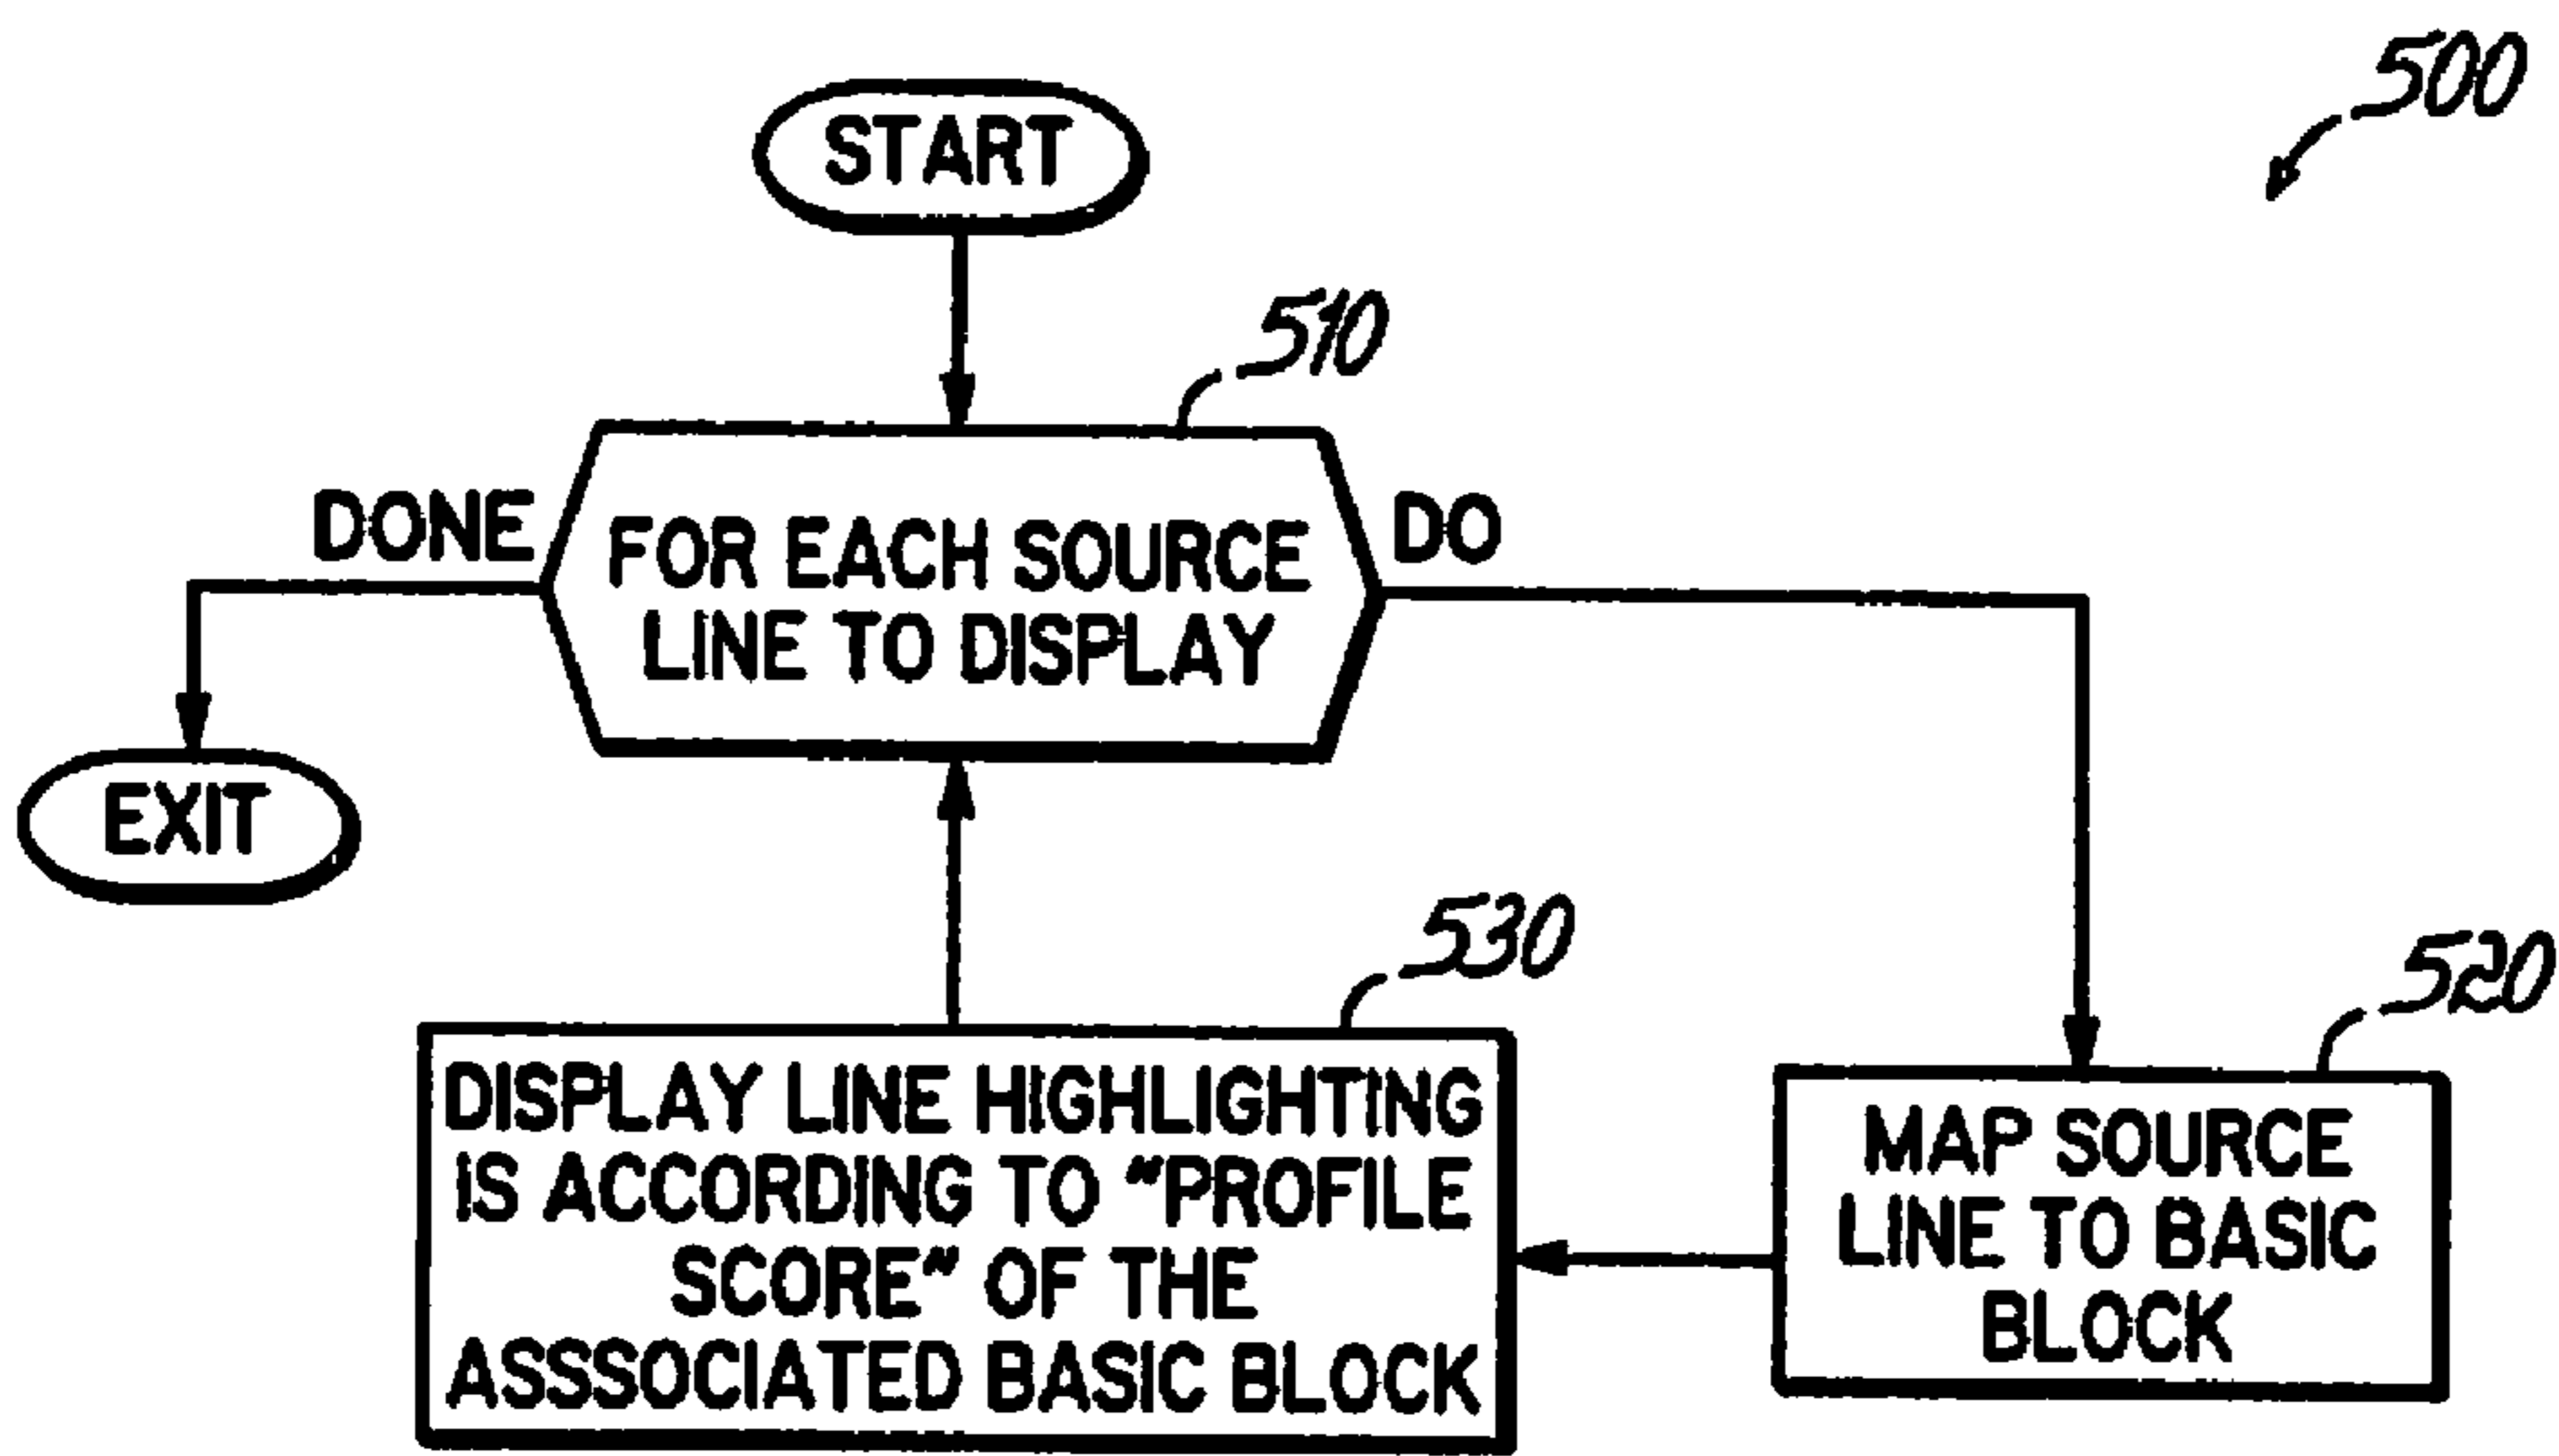 500
START
510
DONE
DO
FOR EACH SOURCE
LINE TO DISPLAY
EXIT
530
520
DISPLAY LINE HIGHLIGHTING
IS ACCORDING TO "PROFILE
SCORE" OF THE
ASSSOCIATED BASIC BLOCK
MAP SOURCE
LINE TO BASIC
BLOCK